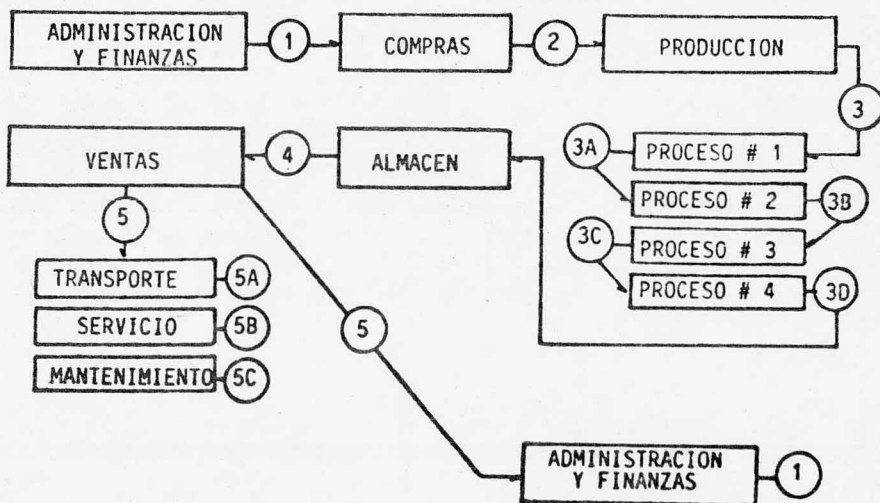 ADMINISTRACION
Y FINANZAS
1
COMPRAS
2
PRODUCCION
3
VENTAS
4
ALMACEN
3A
PROCESO # 1
PROCESO # 2
3B
3C
PROCESO # 3
PROCESO # 4
3D
5
TRANSPORTE
5A
SERVICIO
5B
MANTENIMIENTO
5C
5
ADMINISTRACION
Y FINANZAS
1